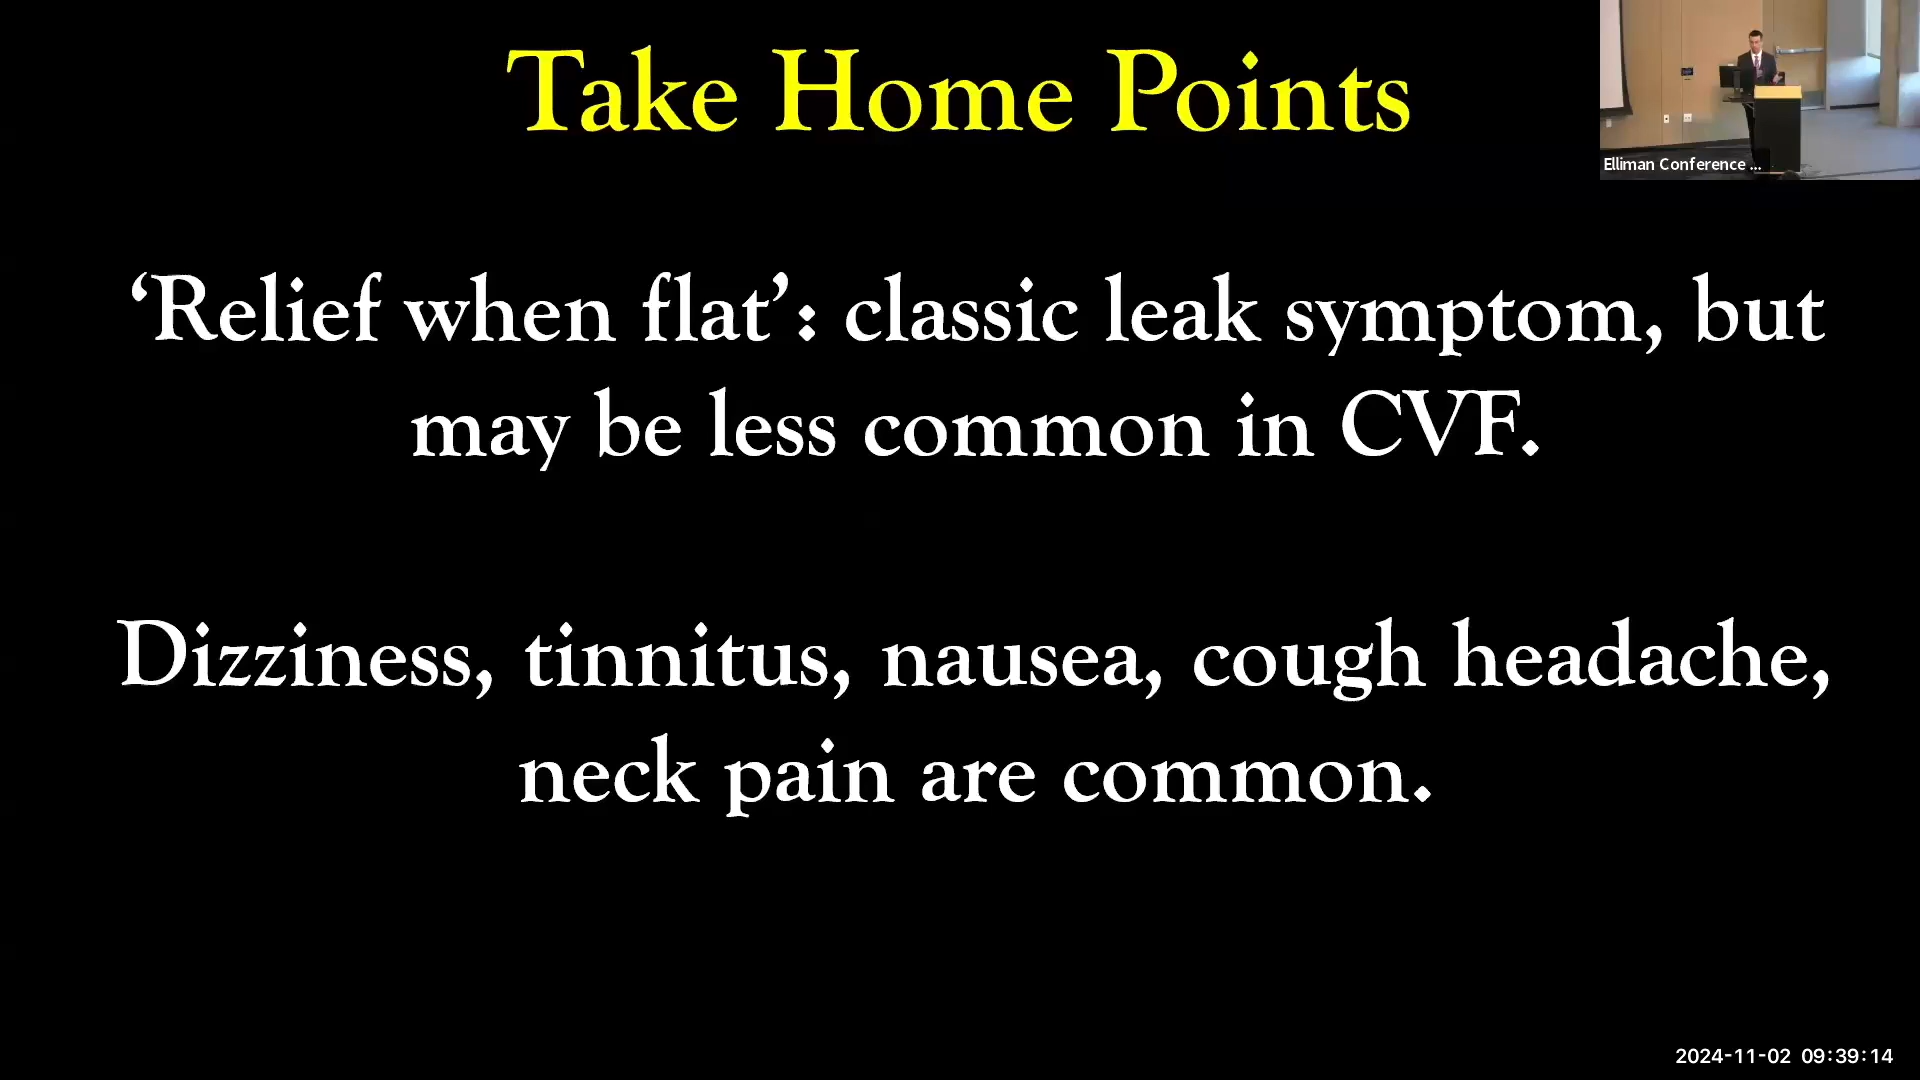 Take Home Points
Elliman Conference ...
‘Relief when flat’: classic leak symptom, but
may be less common in CVF.
Dizziness, tinnitus, nausea, cough headache,
neck pain are common.
2024-11-02 09:39:14